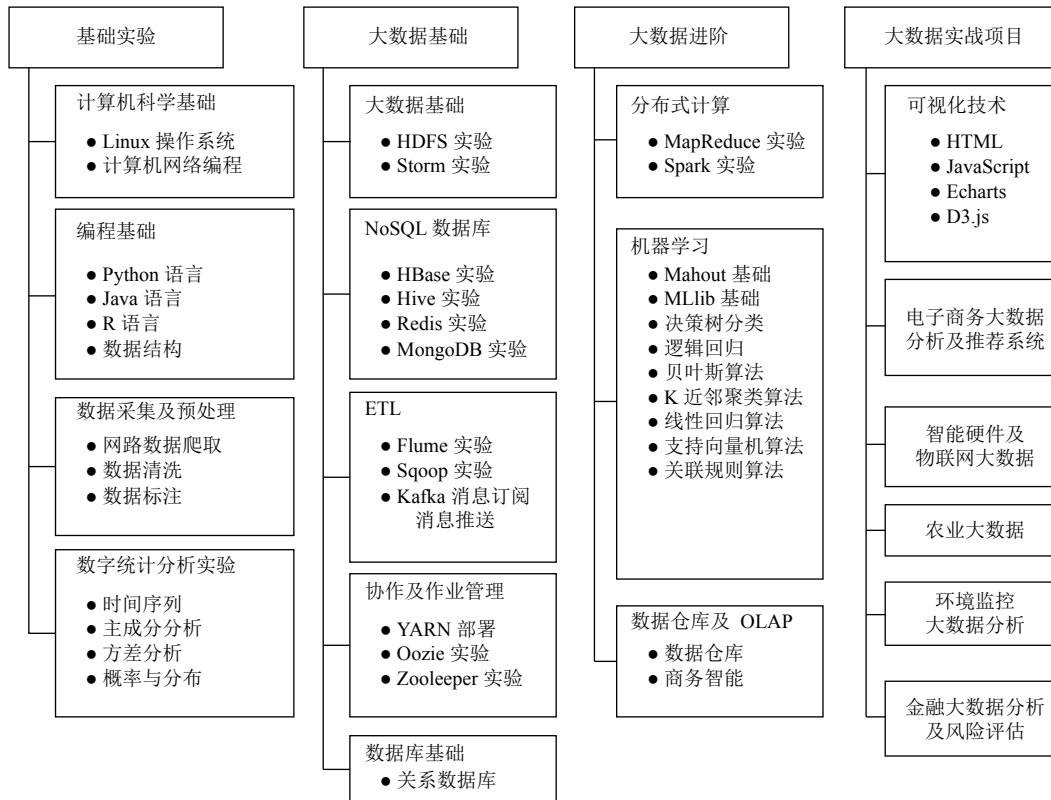 基础实验
计算机科学基础
● Linux 操作系统
● 计算机网络编程
编程基础
● Python 语言
● Java 语言
● R 语言
● 数据结构
数据采集及预处理
● 网路数据爬取
● 数据清洗
● 数据标注
数字统计分析实验
● 时间序列
● 主成分分析
● 方差分析
● 概率与分布
大数据基础
大数据基础
● HDFS 实验
● Storm 实验
NoSQL 数据库
● HBase 实验
● Hive 实验
● Redis 实验
● MongoDB 实验
ETL
● Flume 实验
● Sqoop 实验
● Kafka 消息订阅
消息推送
协作及作业管理
● YARN 部署
● Oozie 实验
● Zooleeper 实验
数据库基础
● 关系数据库
大数据进阶
分布式计算
● MapReduce 实验
● Spark 实验
机器学习
● Mahout 基础
● MLlib 基础
● 决策树分类
● 逻辑回归
● 贝叶斯算法
● K 近邻聚类算法
● 线性回归算法
● 支持向量机算法
● 关联规则算法
数据仓库及 OLAP
● 数据仓库
● 商务智能
大数据实战项目
可视化技术
● HTML
● JavaScript
● Echarts
● D3.js
电子商务大数据
分析及推荐系统
智能硬件及
物联网大数据
农业大数据
环境监控
大数据分析
金融大数据分析
及风险评估